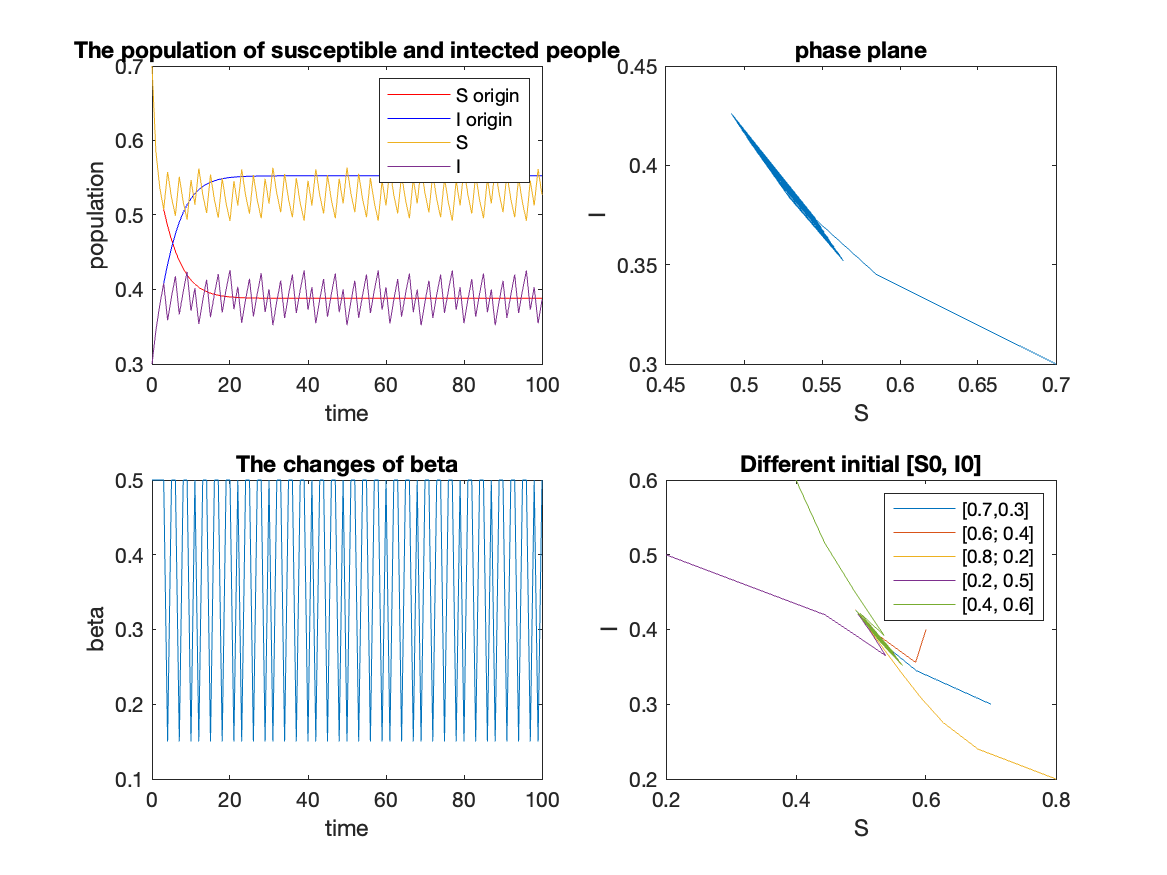 The population of susceptible and intected people
0.7
0.6
0.5
0.4
0.3
population
0
20
40
60
80
100
time
S origin
I origin
S
I
phase plane
0.45
0.4
0.35
0.3
I
0.45
0.5
0.55
0.6
0.65
0.7
S
The changes of beta
0.5
0.4
0.3
0.2
0.1
beta
0
20
40
60
80
100
time
Different initial [S0, I0]
0.6
0.5
0.4
0.3
0.2
I
0.2
0.4
0.6
0.8
S
[0.7,0.3]
[0.6; 0.4]
[0.8; 0.2]
[0.2, 0.5]
[0.4, 0.6]